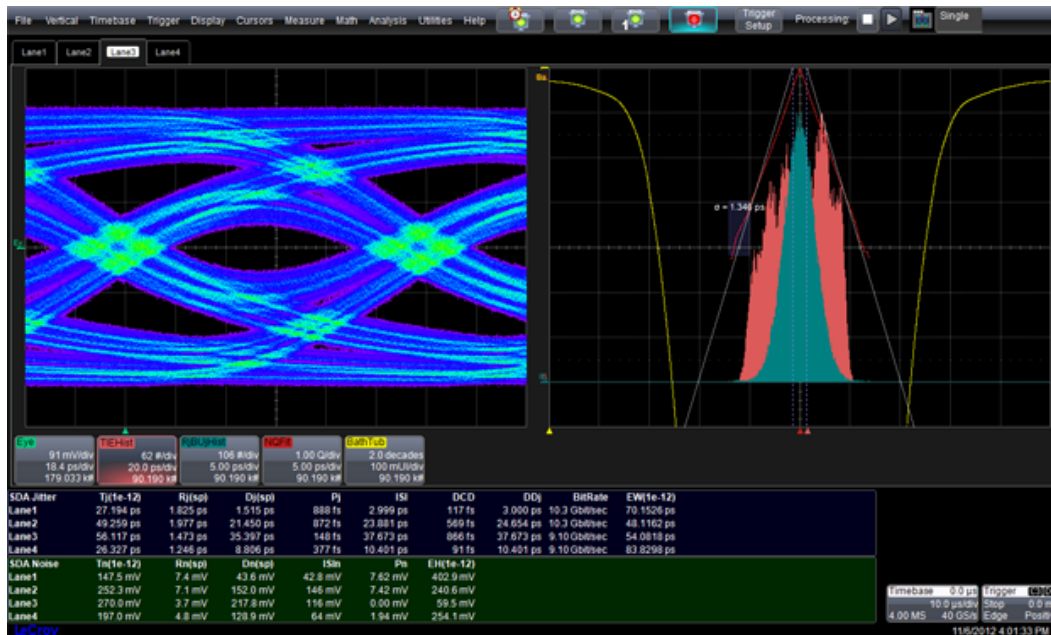 File Vertical Timebase Trigger Display Cursors Measure Math Analysis Utilities Help 1 Trigger Setup Processing: Single
Lane1 Lane2 Lane3 Lane4
σ = 1.346 ps
Eye TIEHist RjBUjHist NQFit BathTub
91 mV/div 62 #/div 106 #/div 1.00 Q/div 2.0 decades
18.4 ps/div 20.0 ps/div 5.00 ps/div 5.00 ps/div 100 mUI/div
179.033 k# 90.190 k# 90.190 k# 90.190 k# 90.190 k#
SDA Jitter Tj(1e-12) Rj(sp) Dj(sp) Pj ISI DCD DDj BitRate EW(1e-12)
Lane1 27.194 ps 1.825 ps 1.515 ps 888 fs 2.999 ps 117 fs 3.000 ps 10.3 Gbit/sec 70.1526 ps
Lane2 49.259 ps 1.977 ps 21.450 ps 872 fs 23.881 ps 569 fs 24.654 ps 10.3 Gbit/sec 48.1162 ps
Lane3 56.117 ps 1.473 ps 35.397 ps 148 fs 37.673 ps 866 fs 37.673 ps 9.10 Gbit/sec 54.0818 ps
Lane4 26.327 ps 1.246 ps 8.806 ps 377 fs 10.401 ps 91 fs 10.401 ps 9.10 Gbit/sec 83.8298 ps
SDA Noise Tn(1e-12) Rn(sp) Dn(sp) ISIn Pn EH(1e-12)
Lane1 147.5 mV 7.4 mV 43.6 mV 42.8 mV 7.62 mV 402.9 mV
Lane2 252.3 mV 7.1 mV 152.0 mV 146 mV 7.42 mV 240.6 mV
Lane3 270.0 mV 3.7 mV 217.8 mV 116 mV 0.00 mV 59.5 mV
Lane4 197.0 mV 4.8 mV 128.9 mV 64 mV 1.94 mV 254.1 mV
Timebase 0.0 µs Trigger
10.0 µs/div Stop 0.0 m
4.00 MS 40 GS/s Edge Positi
LeCroy 11/6/2012 4:01:33 PM